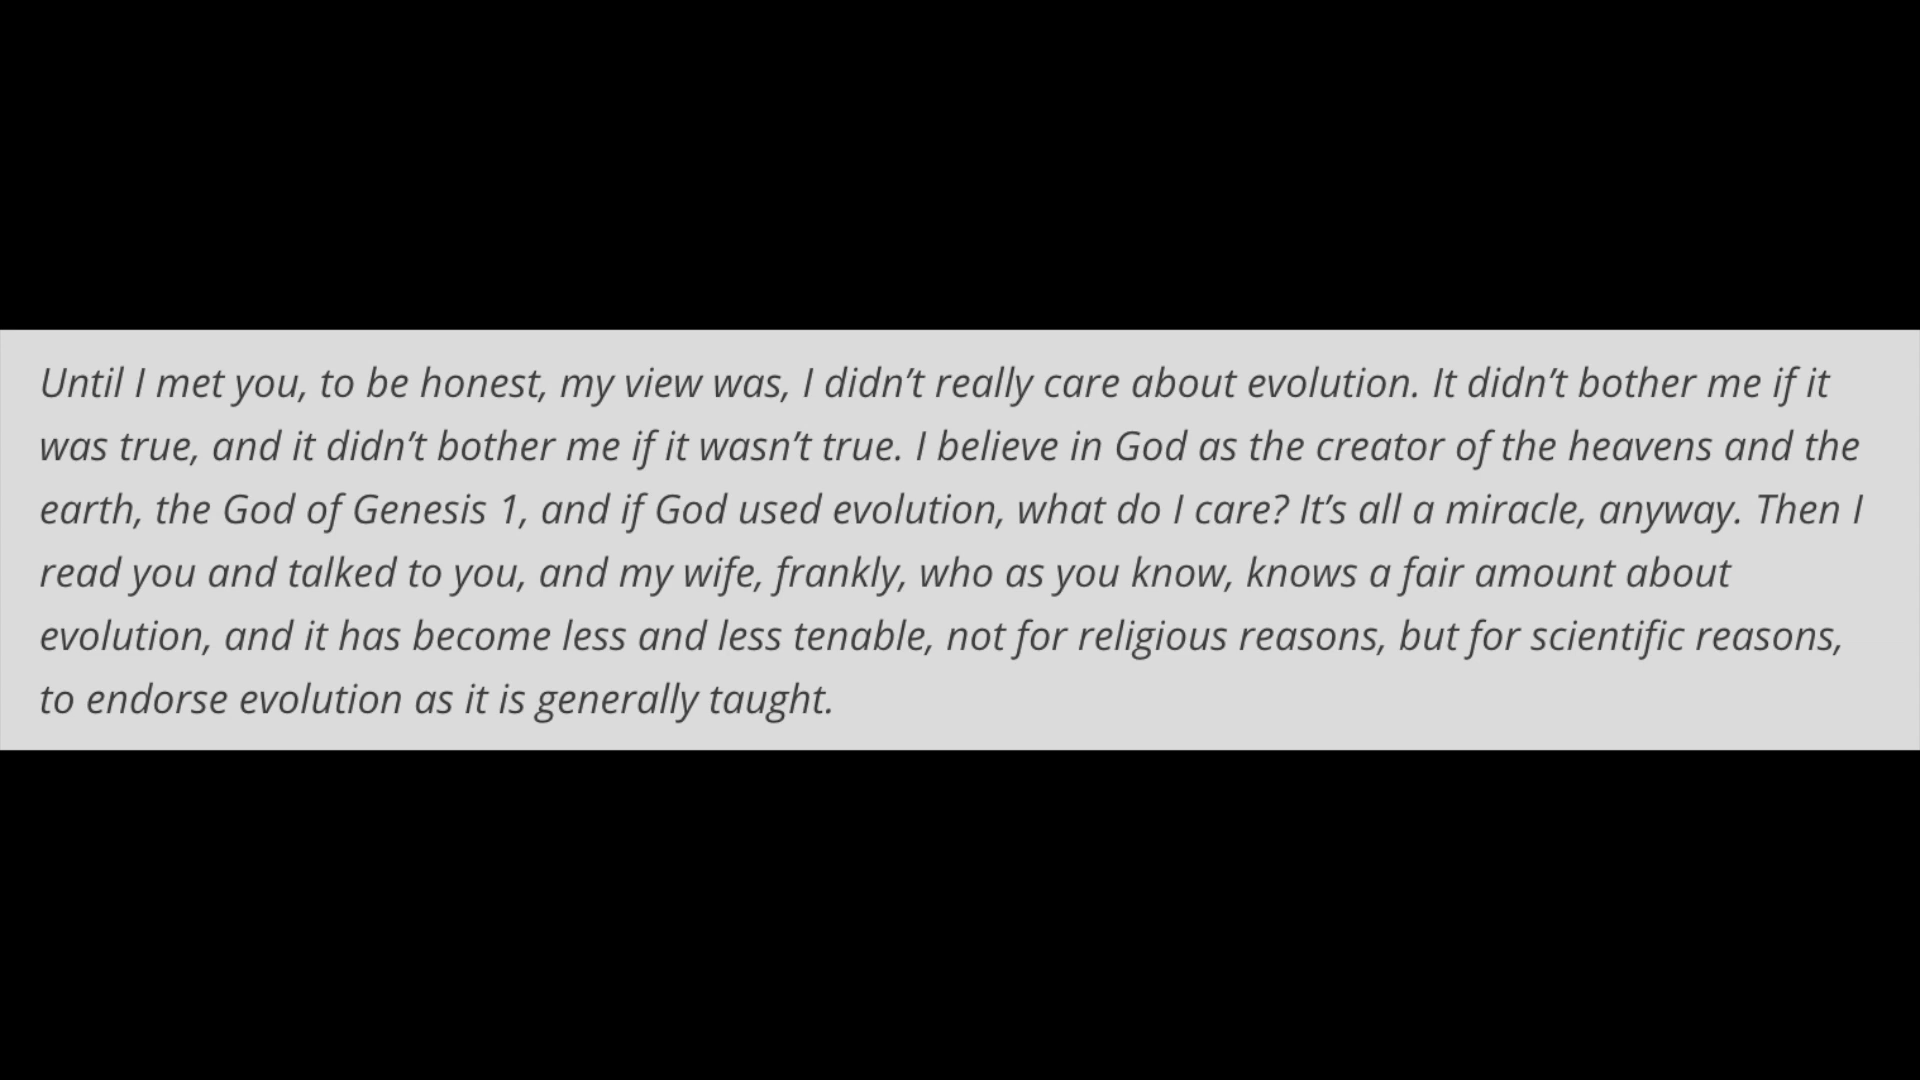 Until I met you, to be honest, my view was, I didn’t really care about evolution. It didn’t bother me if it
was true, and it didn’t bother me if it wasn’t true. I believe in God as the creator of the heavens and the
earth, the God of Genesis 1, and if God used evolution, what do I care? It’s all a miracle, anyway. Then I
read you and talked to you, and my wife, frankly, who as you know, knows a fair amount about
evolution, and it has become less and less tenable, not for religious reasons, but for scientific reasons,
to endorse evolution as it is generally taught.